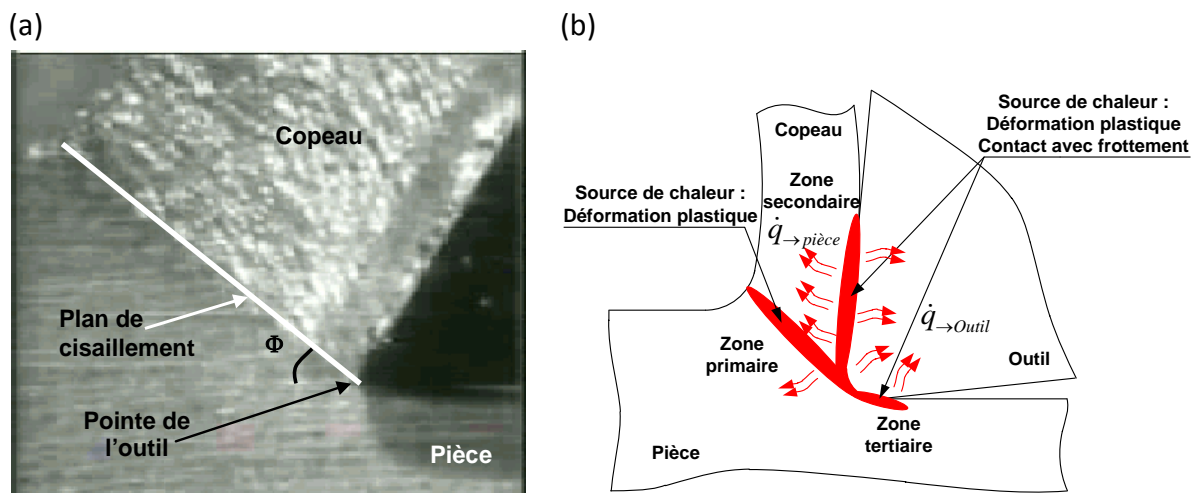 (a)
Copeau
Plan de
cisaillement
Φ
Pointe de
l'outil
Pièce
(b)
Source de chaleur :
Déformation plastique
Contact avec frottement
Copeau
Source de chaleur :
Déformation plastique
Zone
secondaire
q̇→pièce
q̇→Outil
Zone
primaire
Outil
Zone
tertiaire
Pièce